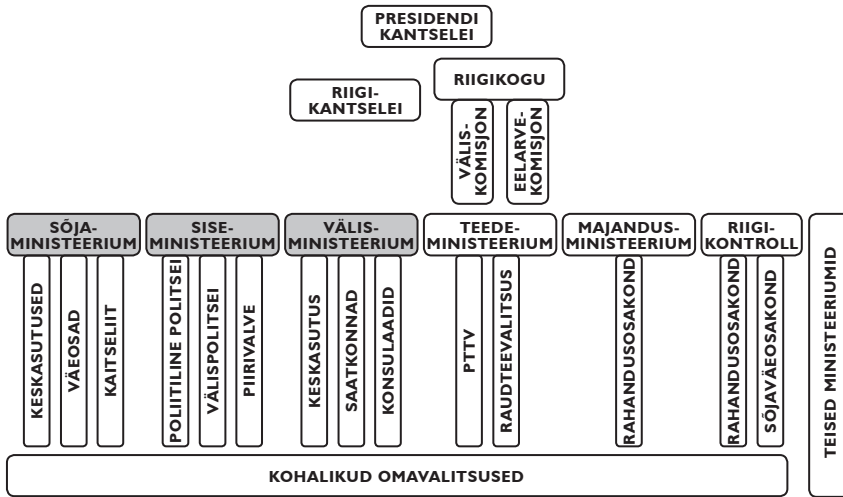 PRESIDENDI
KANTSELEI
RIIGIKOGU
RIIGI-
KANTSELEI
VÄLIS-
KOMISJON
EELARVE-
KOMISJON
SÕJA-
MINISTEERIUM
SISE-
MINISTEERIUM
VÄLIS-
MINISTEERIUM
TEEDE-
MINISTEERIUM
MAJANDUS-
MINISTEERIUM
RIIGI-
KONTROLL
TEISED MINISTEERIUMID
KESKASUTUSED
VÄEOSAD
KAITSELIIT
POLIITILINE POLITSEI
VÄLISPOLITSEI
PIIRIVALVE
KESKASUTUS
SAATKONNAD
KONSULAADID
PTTV
RAUDTEEVALITSUS
RAHANDUSOSAKOND
RAHANDUSOSAKOND
SÕJAVÄEOSAKOND
KOHALIKUD OMAVALITSUSED